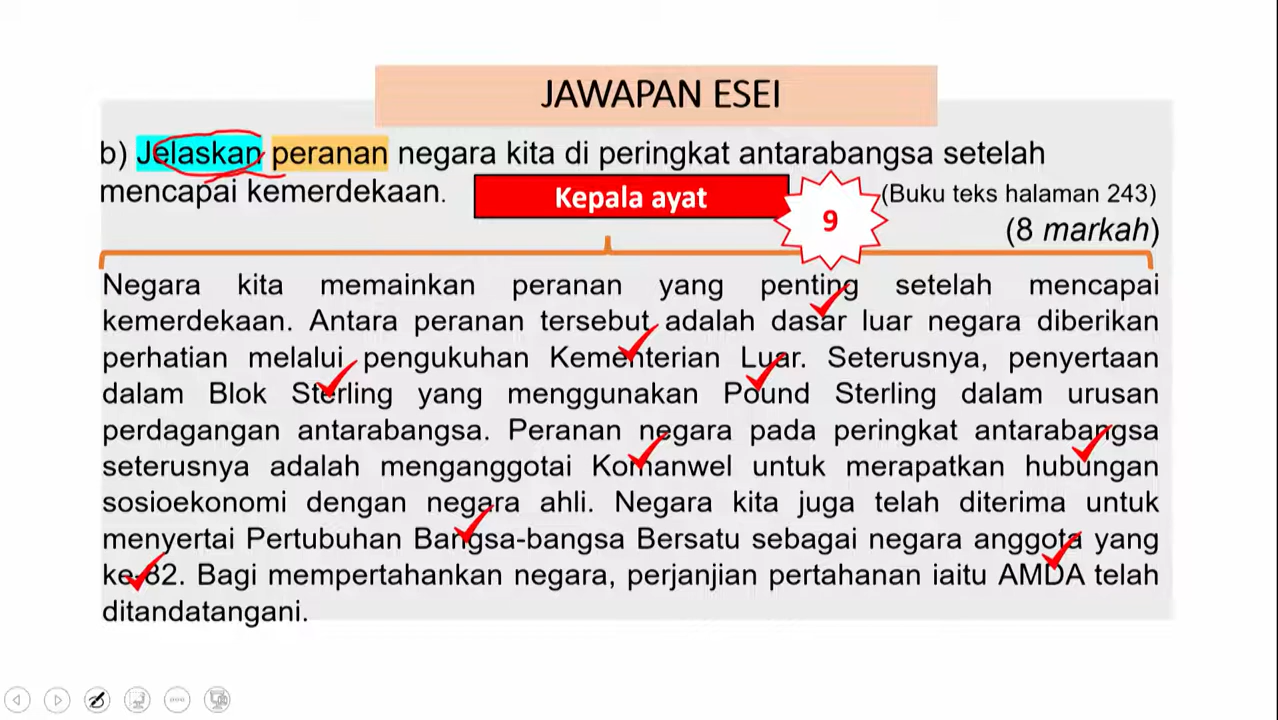 JAWAPAN ESEI
b) Jelaskan peranan negara kita di peringkat antarabangsa setelah
mencapai kemerdekaan.
Kepala ayat
9
(Buku teks halaman 243)
(8 markah)
Negara kita memainkan peranan yang penting setelah mencapai
kemerdekaan. Antara peranan tersebut adalah dasar luar negara diberikan
perhatian melalui pengukuhan Kementerian Luar. Seterusnya, penyertaan
dalam Blok Sterling yang menggunakan Pound Sterling dalam urusan
perdagangan antarabangsa. Peranan negara pada peringkat antarabangsa
seterusnya adalah menganggotai Komanwel untuk merapatkan hubungan
sosioekonomi dengan negara ahli. Negara kita juga telah diterima untuk
menyertai Pertubuhan Bangsa-bangsa Bersatu sebagai negara anggota yang
ke-82. Bagi mempertahankan negara, perjanjian pertahanan iaitu AMDA telah
ditandatangani.